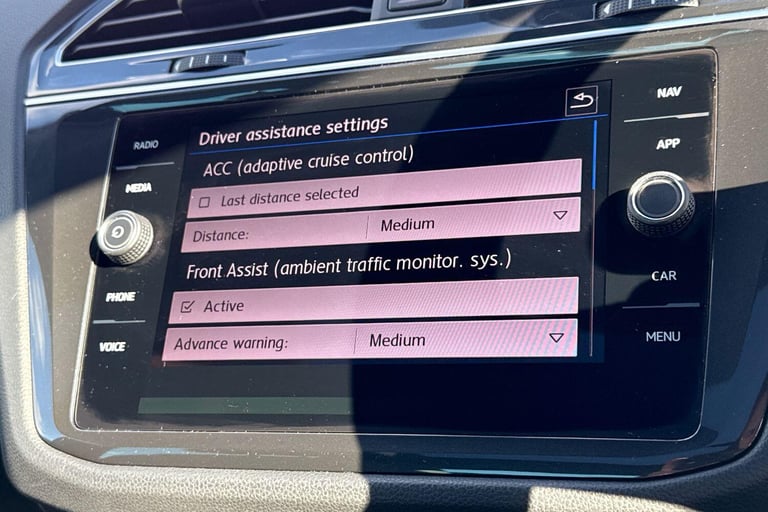 Driver assistance settings
ACC (adaptive cruise control)
Last distance selected
Distance: Medium
Front Assist (ambient traffic monitor. sys.)
Active
Advance warning: Medium
RADIO
MEDIA
PHONE
VOICE
NAV
APP
CAR
MENU